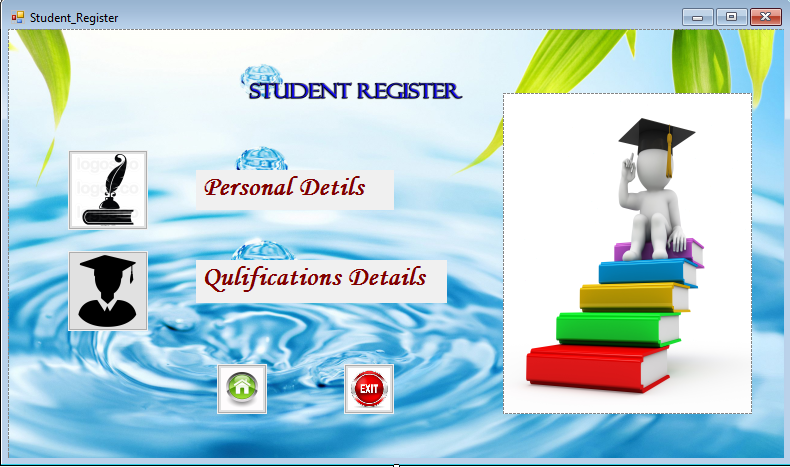 Student_Register
STUDENT REGISTER
Personal Detils
Qulifications Details
EXIT